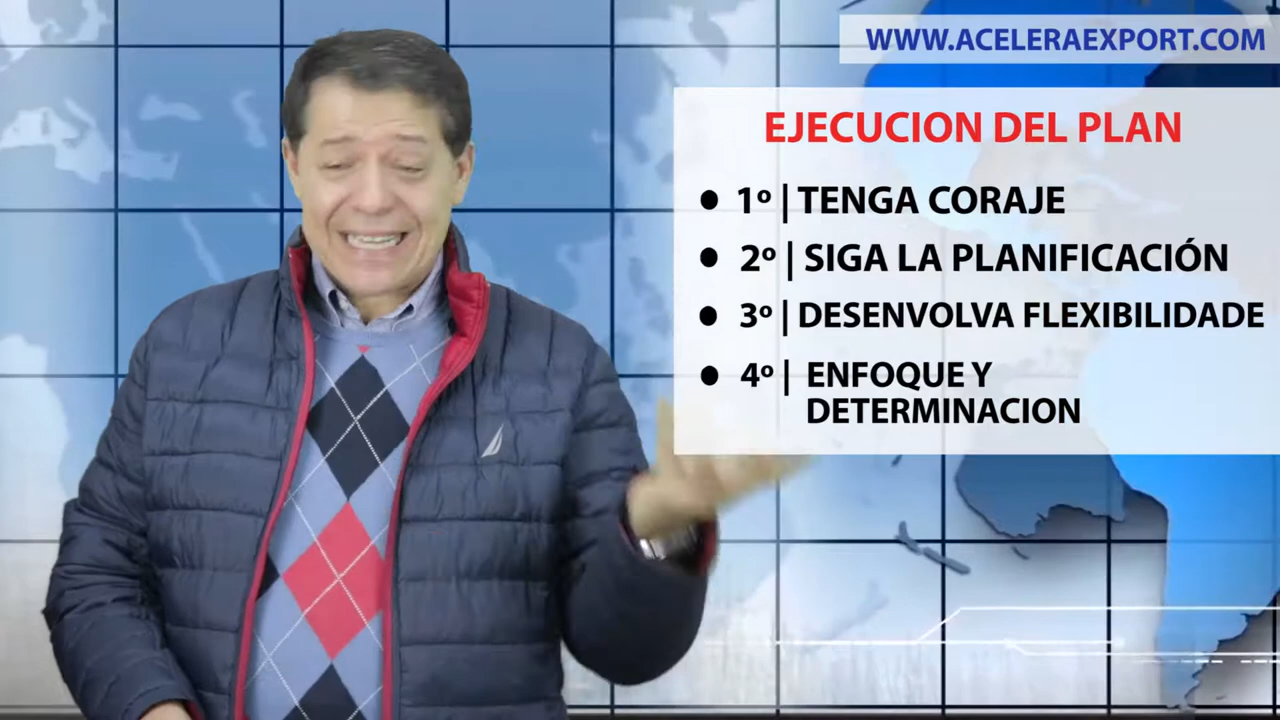 WWW.ACELERAEXPORT.COM
EJECUCION DEL PLAN
• 1º | TENGA CORAJE
• 2º | SIGA LA PLANIFICACIÓN
• 3º | DESENVOLVA FLEXIBILIDADE
• 4º | ENFOQUE Y
DETERMINACION